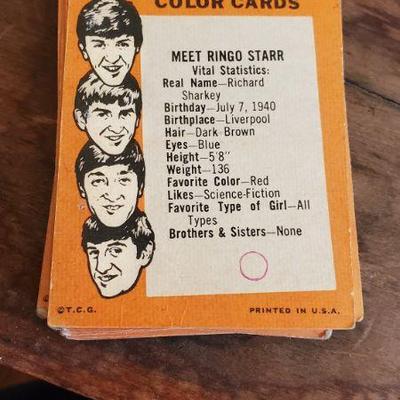 COLOR CARDS
MEET RINGO STARR
Vital Statistics:
Real Name—Richard
Sharkey
Birthday—July 7, 1940
Birthplace—Liverpool
Hair—Dark Brown
Eyes—Blue
Height—5'8"
Weight—136
Favorite Color—Red
Likes—Science-Fiction
Favorite Type of Girl—All
Types
Brothers & Sisters—None
©T.C.G.
PRINTED IN U.S.A.